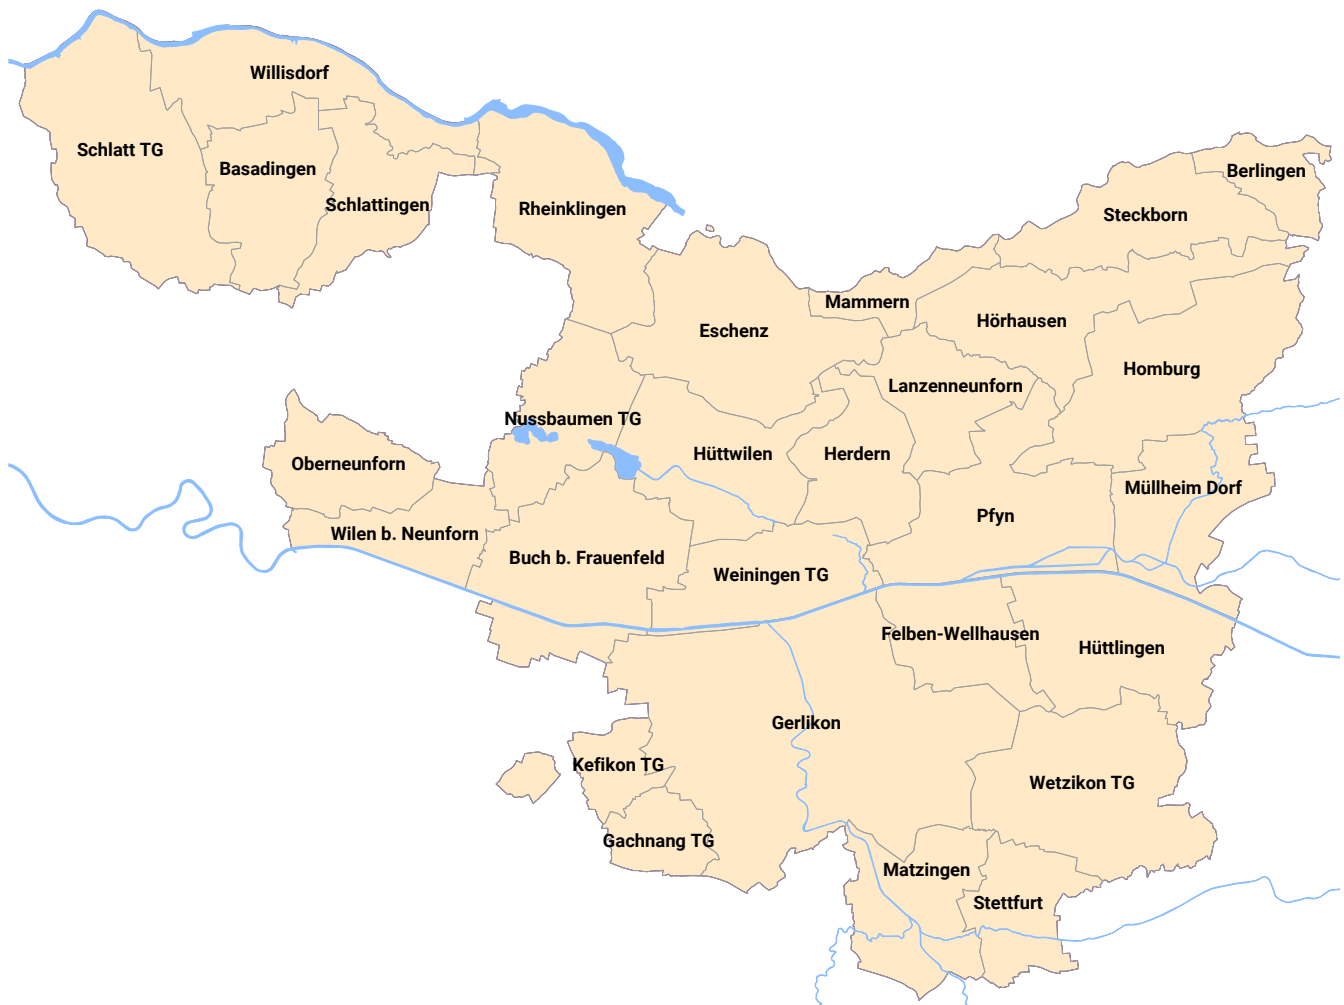 Willisdorf
Schlatt TG
Basadingen
Berlingen
Schlattingen
Rheinklingen
Steckborn
Mammern
Hörhausen
Eschenz
Homburg
Lanzenneunforn
Nussbaumen TG
Hüttwilen
Herdern
Oberneunforn
Müllheim Dorf
Pfyn
Wilen b. Neunforn
Buch b. Frauenfeld
Weiningen TG
Felben-Wellhausen
Hüttlingen
Gerlikon
Kefikon TG
Wetzikon TG
Gachnang TG
Matzingen
Stettfurt